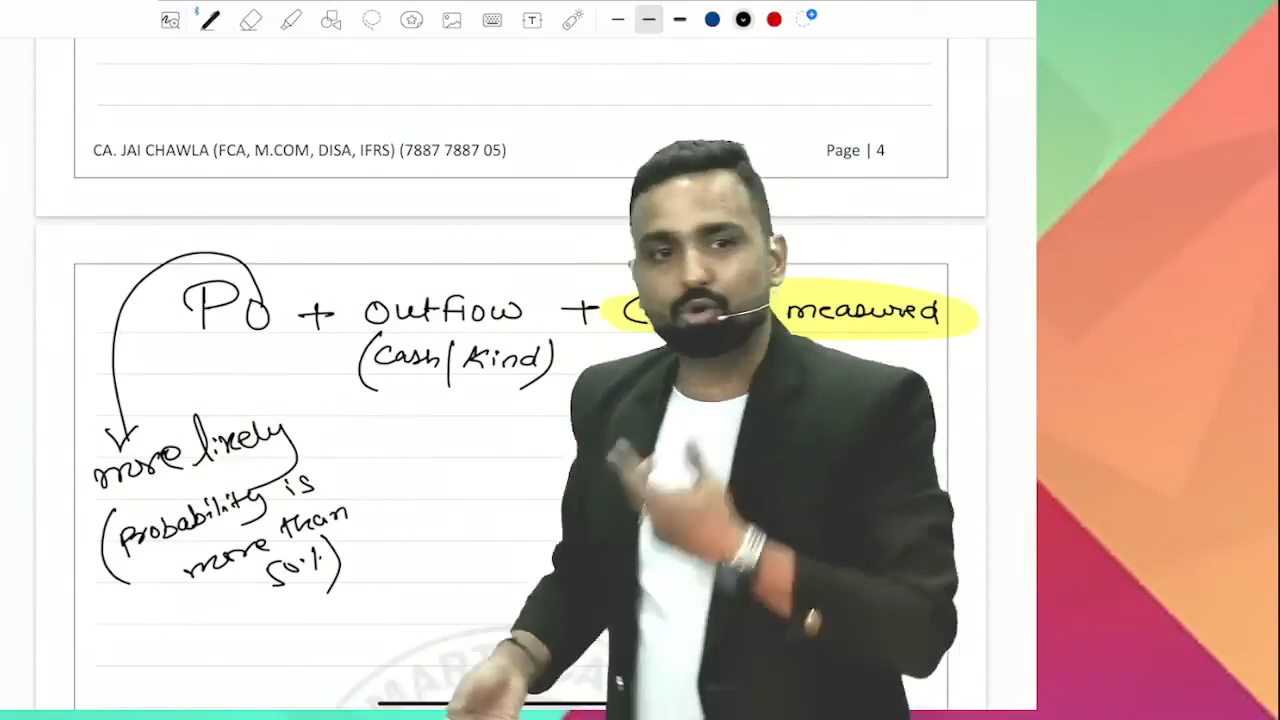 CA. JAI CHAWLA (FCA, M.COM, DISA, IFRS) (7887 7887 05)
Page | 4
Po + outflow + measured
(Cash/Kind)
more likely
(probability is
more than
50%)